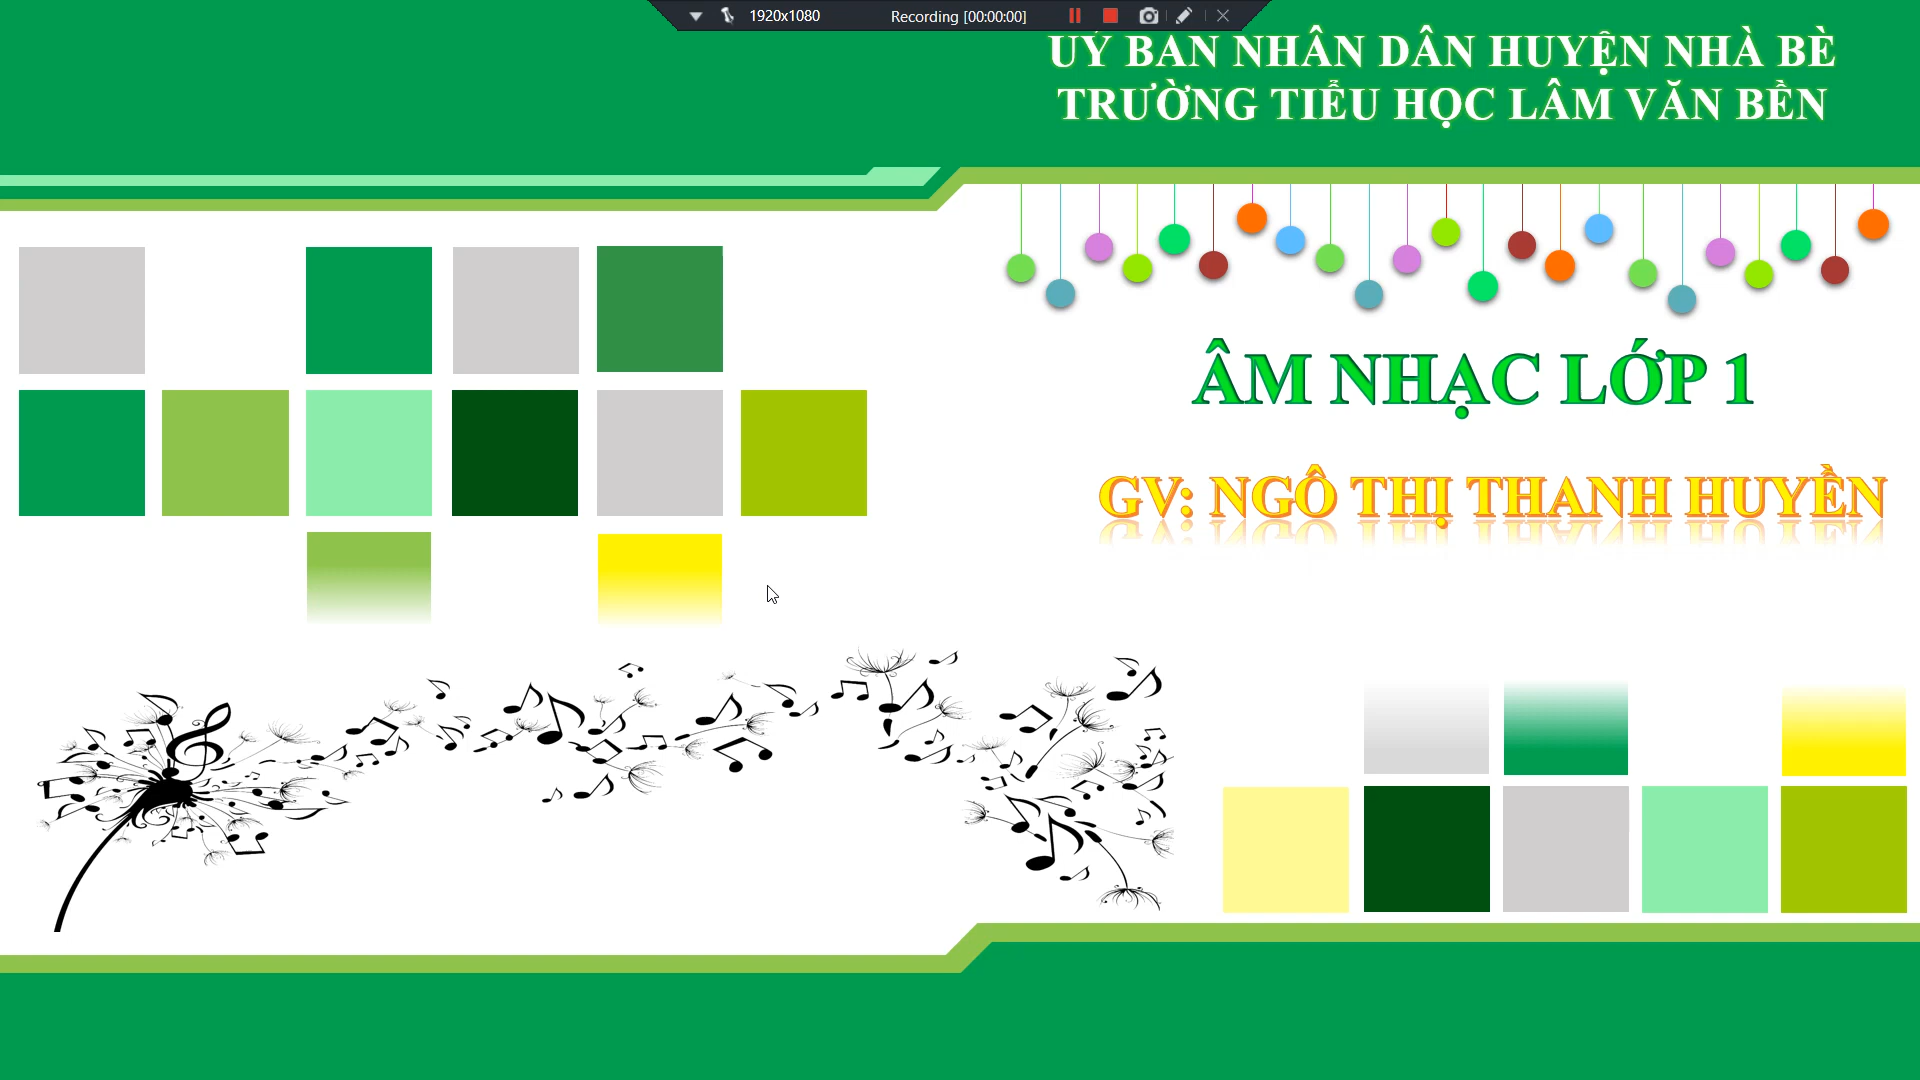 1920x1080
Recording [00:00:00]
UỶ BAN NHÂN DÂN HUYỆN NHÀ BÈ
TRƯỜNG TIỂU HỌC LÂM VĂN BỀN
ÂM NHẠC LỚP 1
GV: NGÔ THỊ THANH HUYỀN